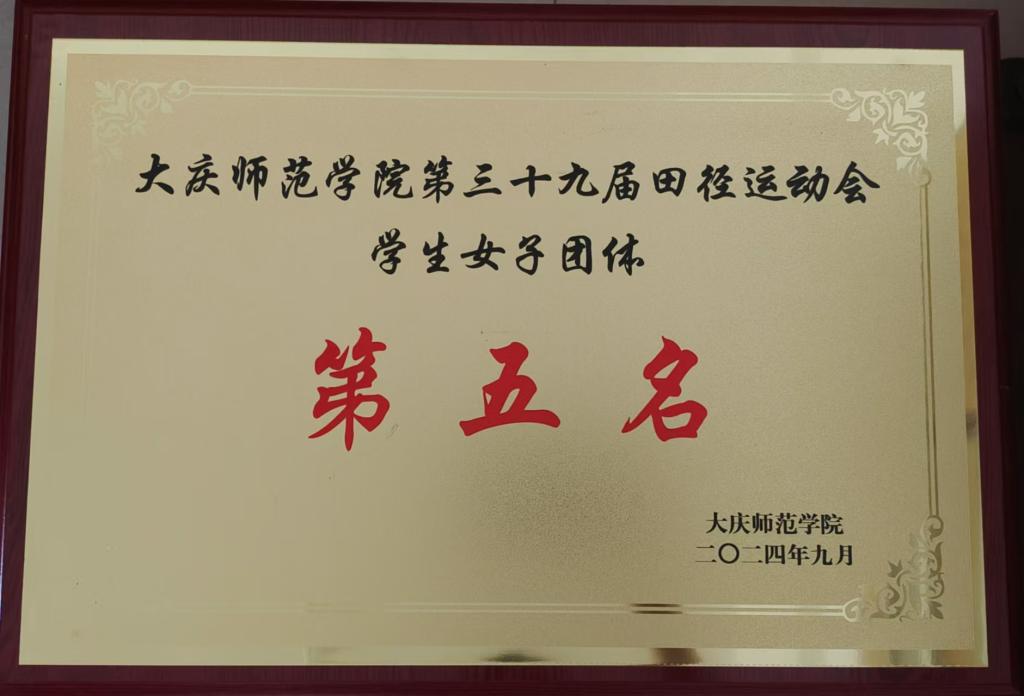 大庆师范学院第三十九届田径运动会
学生女子团体
第五名
大庆师范学院
二〇二四年九月